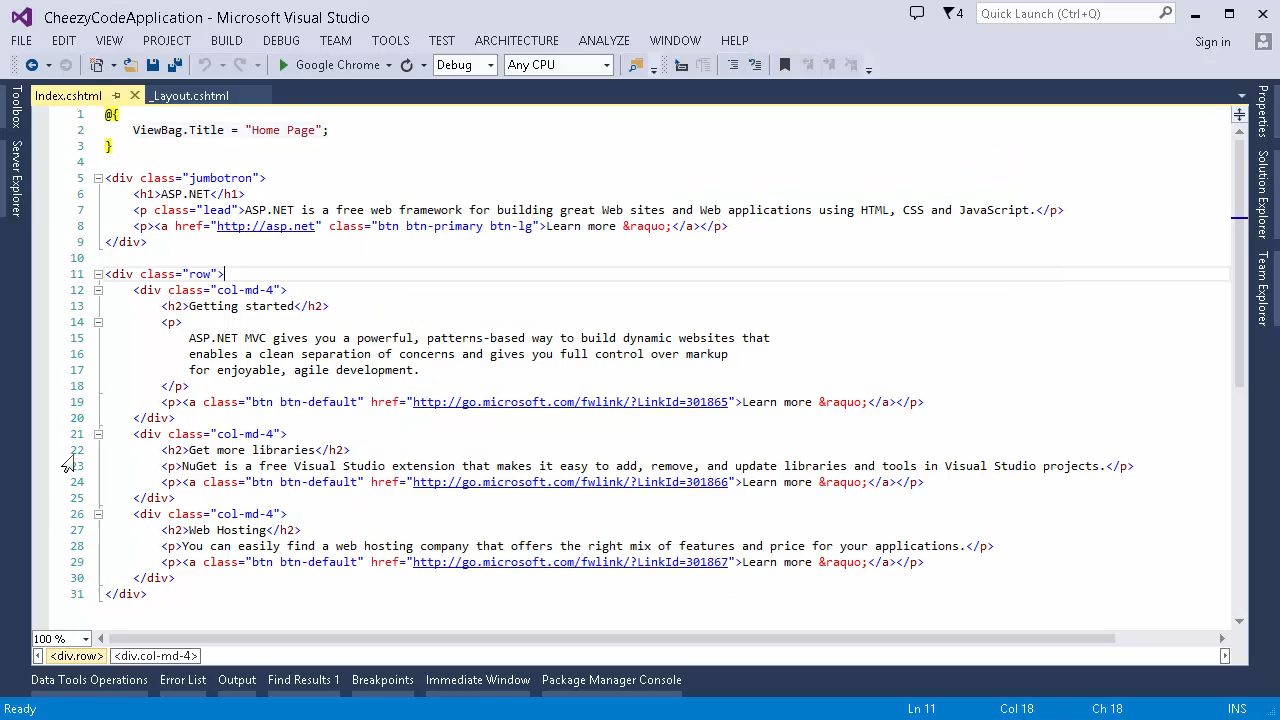 CheezyCodeApplication - Microsoft Visual Studio
4
Quick Launch (Ctrl+Q)
FILE EDIT VIEW PROJECT BUILD DEBUG TEAM TOOLS TEST ARCHITECTURE ANALYZE WINDOW HELP
Sign in
Google Chrome Debug Any CPU
Index.cshtml _Layout.cshtml
Toolbox
Server Explorer
1 @{
2 ViewBag.Title = "Home Page";
3 }
4
5 <div class="jumbotron">
6 <h1>ASP.NET</h1>
7 <p class="lead">ASP.NET is a free web framework for building great Web sites and Web applications using HTML, CSS and JavaScript.</p>
8 <p><a href="http://asp.net" class="btn btn-primary btn-lg">Learn more &raquo;</a></p>
9 </div>
10
11 <div class="row">
12 <div class="col-md-4">
13 <h2>Getting started</h2>
14 <p>
15 ASP.NET MVC gives you a powerful, patterns-based way to build dynamic websites that
16 enables a clean separation of concerns and gives you full control over markup
17 for enjoyable, agile development.
18 </p>
19 <p><a class="btn btn-default" href="http://go.microsoft.com/fwlink/?LinkId=301865">Learn more &raquo;</a></p>
20 </div>
21 <div class="col-md-4">
22 <h2>Get more libraries</h2>
23 <p>NuGet is a free Visual Studio extension that makes it easy to add, remove, and update libraries and tools in Visual Studio projects.</p>
24 <p><a class="btn btn-default" href="http://go.microsoft.com/fwlink/?LinkId=301866">Learn more &raquo;</a></p>
25 </div>
26 <div class="col-md-4">
27 <h2>Web Hosting</h2>
28 <p>You can easily find a web hosting company that offers the right mix of features and price for your applications.</p>
29 <p><a class="btn btn-default" href="http://go.microsoft.com/fwlink/?LinkId=301867">Learn more &raquo;</a></p>
30 </div>
31 </div>
Properties
Solution Explorer
Team Explorer
100 %
<div.row> <div.col-md-4>
Data Tools Operations Error List Output Find Results 1 Breakpoints Immediate Window Package Manager Console
Ready Ln 11 Col 18 Ch 18 INS